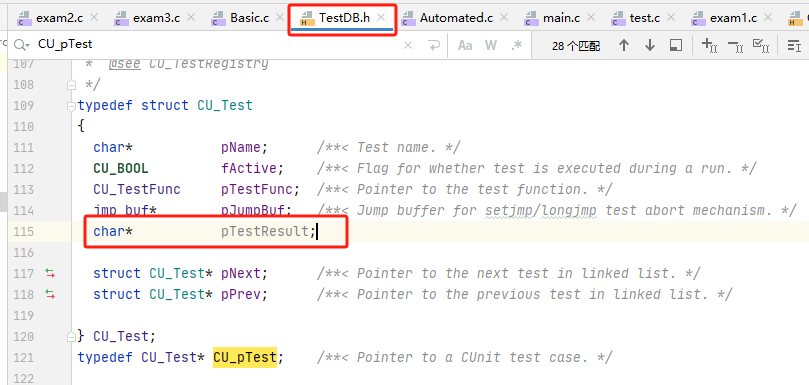 exam2.c exam3.c Basic.c TestDB.h Automated.c main.c test.c exam1.c
CU_pTest Aa W .* 28 个匹配
107 * @see CU_TestRegistry
108 */
109 typedef struct CU_Test
110 {
111 char* pName; /**< Test name. */
112 CU_BOOL fActive; /**< Flag for whether test is executed during a run. */
113 CU_TestFunc pTestFunc; /**< Pointer to the test function. */
114 jmp_buf* pJumpBuf; /**< Jump buffer for setjmp/longjmp test abort mechanism. */
115 char* pTestResult;
116
117 struct CU_Test* pNext; /**< Pointer to the next test in linked list. */
118 struct CU_Test* pPrev; /**< Pointer to the previous test in linked list. */
119
120 } CU_Test;
121 typedef CU_Test* CU_pTest; /**< Pointer to a CUnit test case. */
122